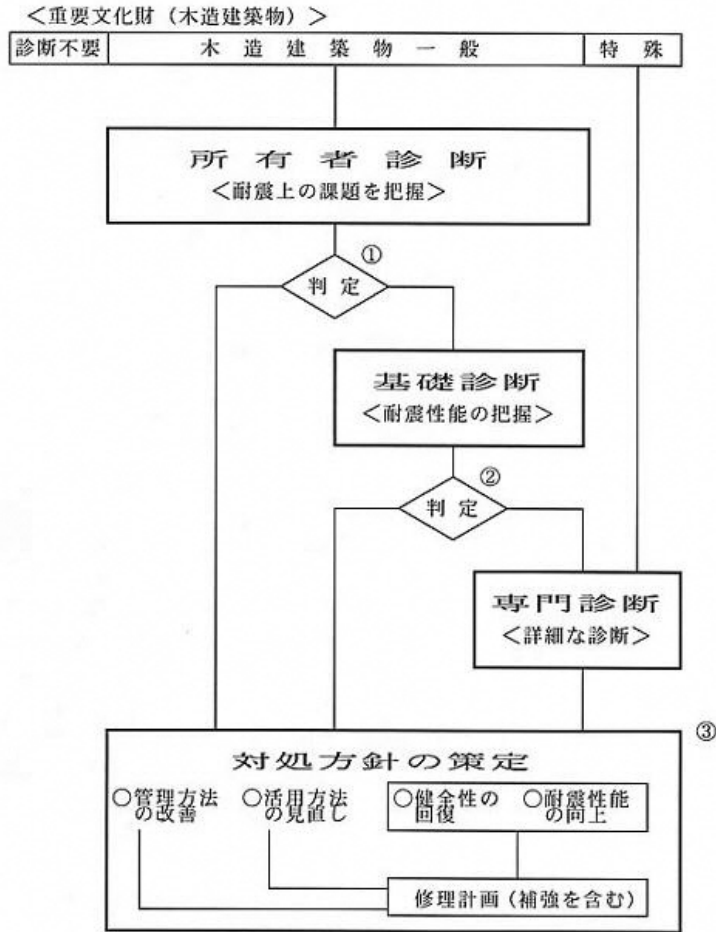 ＜重要文化財（木造建築物）＞
診断不要 木造建築物一般 特殊
所有者診断
＜耐震上の課題を把握＞
①
判定
基礎診断
＜耐震性能の把握＞
②
判定
専門診断
＜詳細な診断＞
③
対処方針の策定
○管理方法の改善
○活用方法の見直し
○健全性の回復
○耐震性能の向上
修理計画（補強を含む）